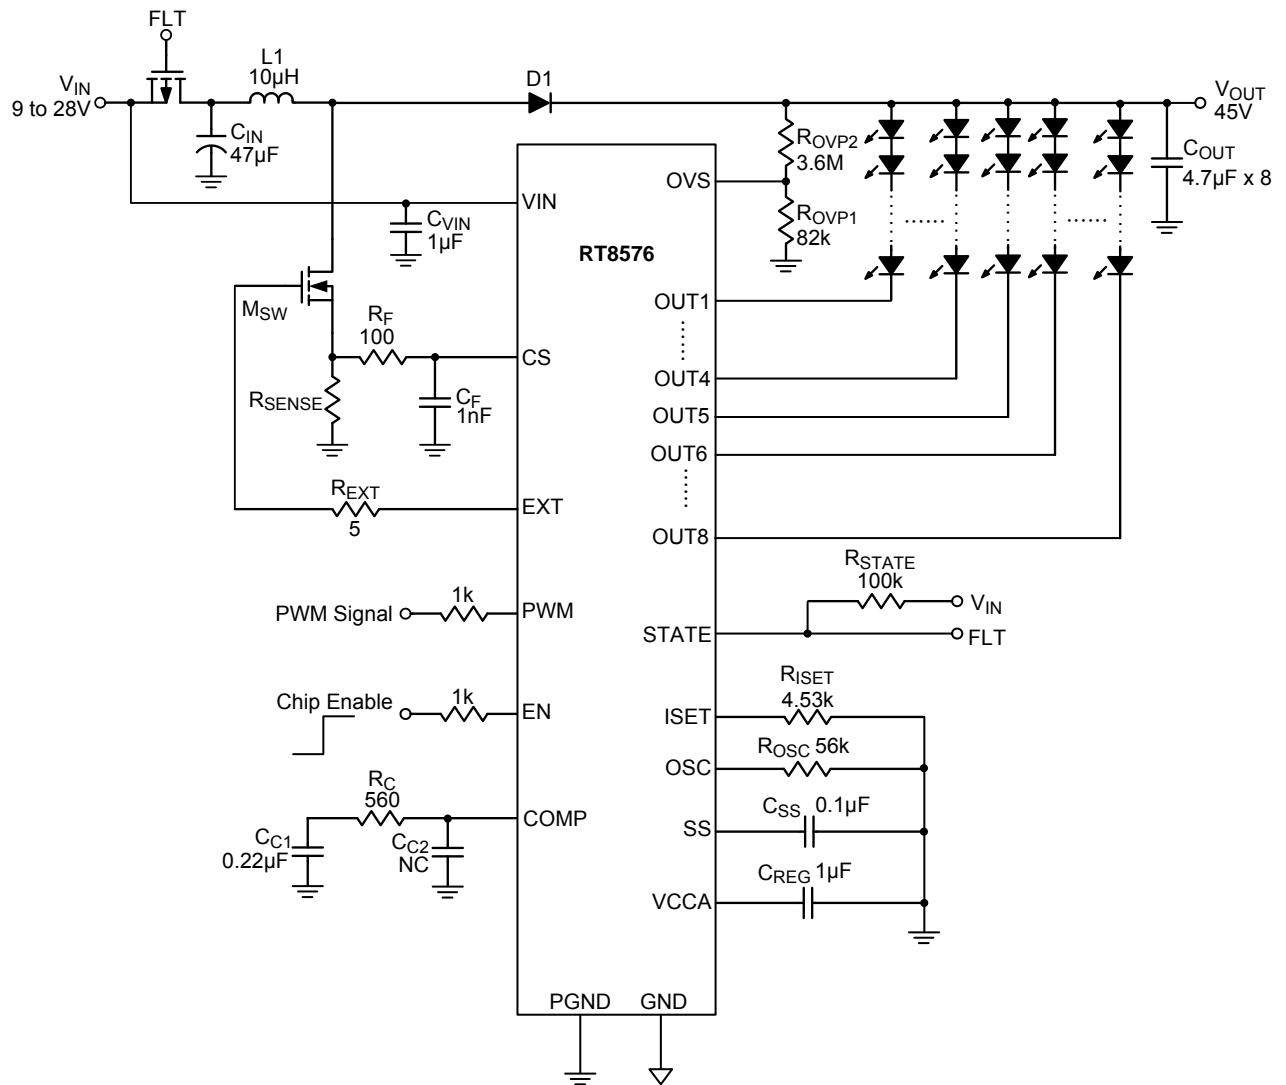 FLT
L1
10µH
D1
VIN
9 to 28V
VOUT
45V
CIN
47µF
ROVP2
3.6M
COUT
4.7µF x 8
OVS
VIN
CVIN
1µF
ROVP1
82k
RT8576
MSW
OUT1
RF
100
CS
OUT4
RSENSE
CF
1nF
OUT5
OUT6
REXT
5
EXT
OUT8
RSTATE
100k
VIN
PWM Signal
1k
PWM
STATE
FLT
RISET
4.53k
Chip Enable
1k
EN
ISET
ROSC 56k
OSC
RC
560
COMP
CSS 0.1µF
SS
CC1
0.22µF
CC2
NC
CREG 1µF
VCCA
PGND
GND